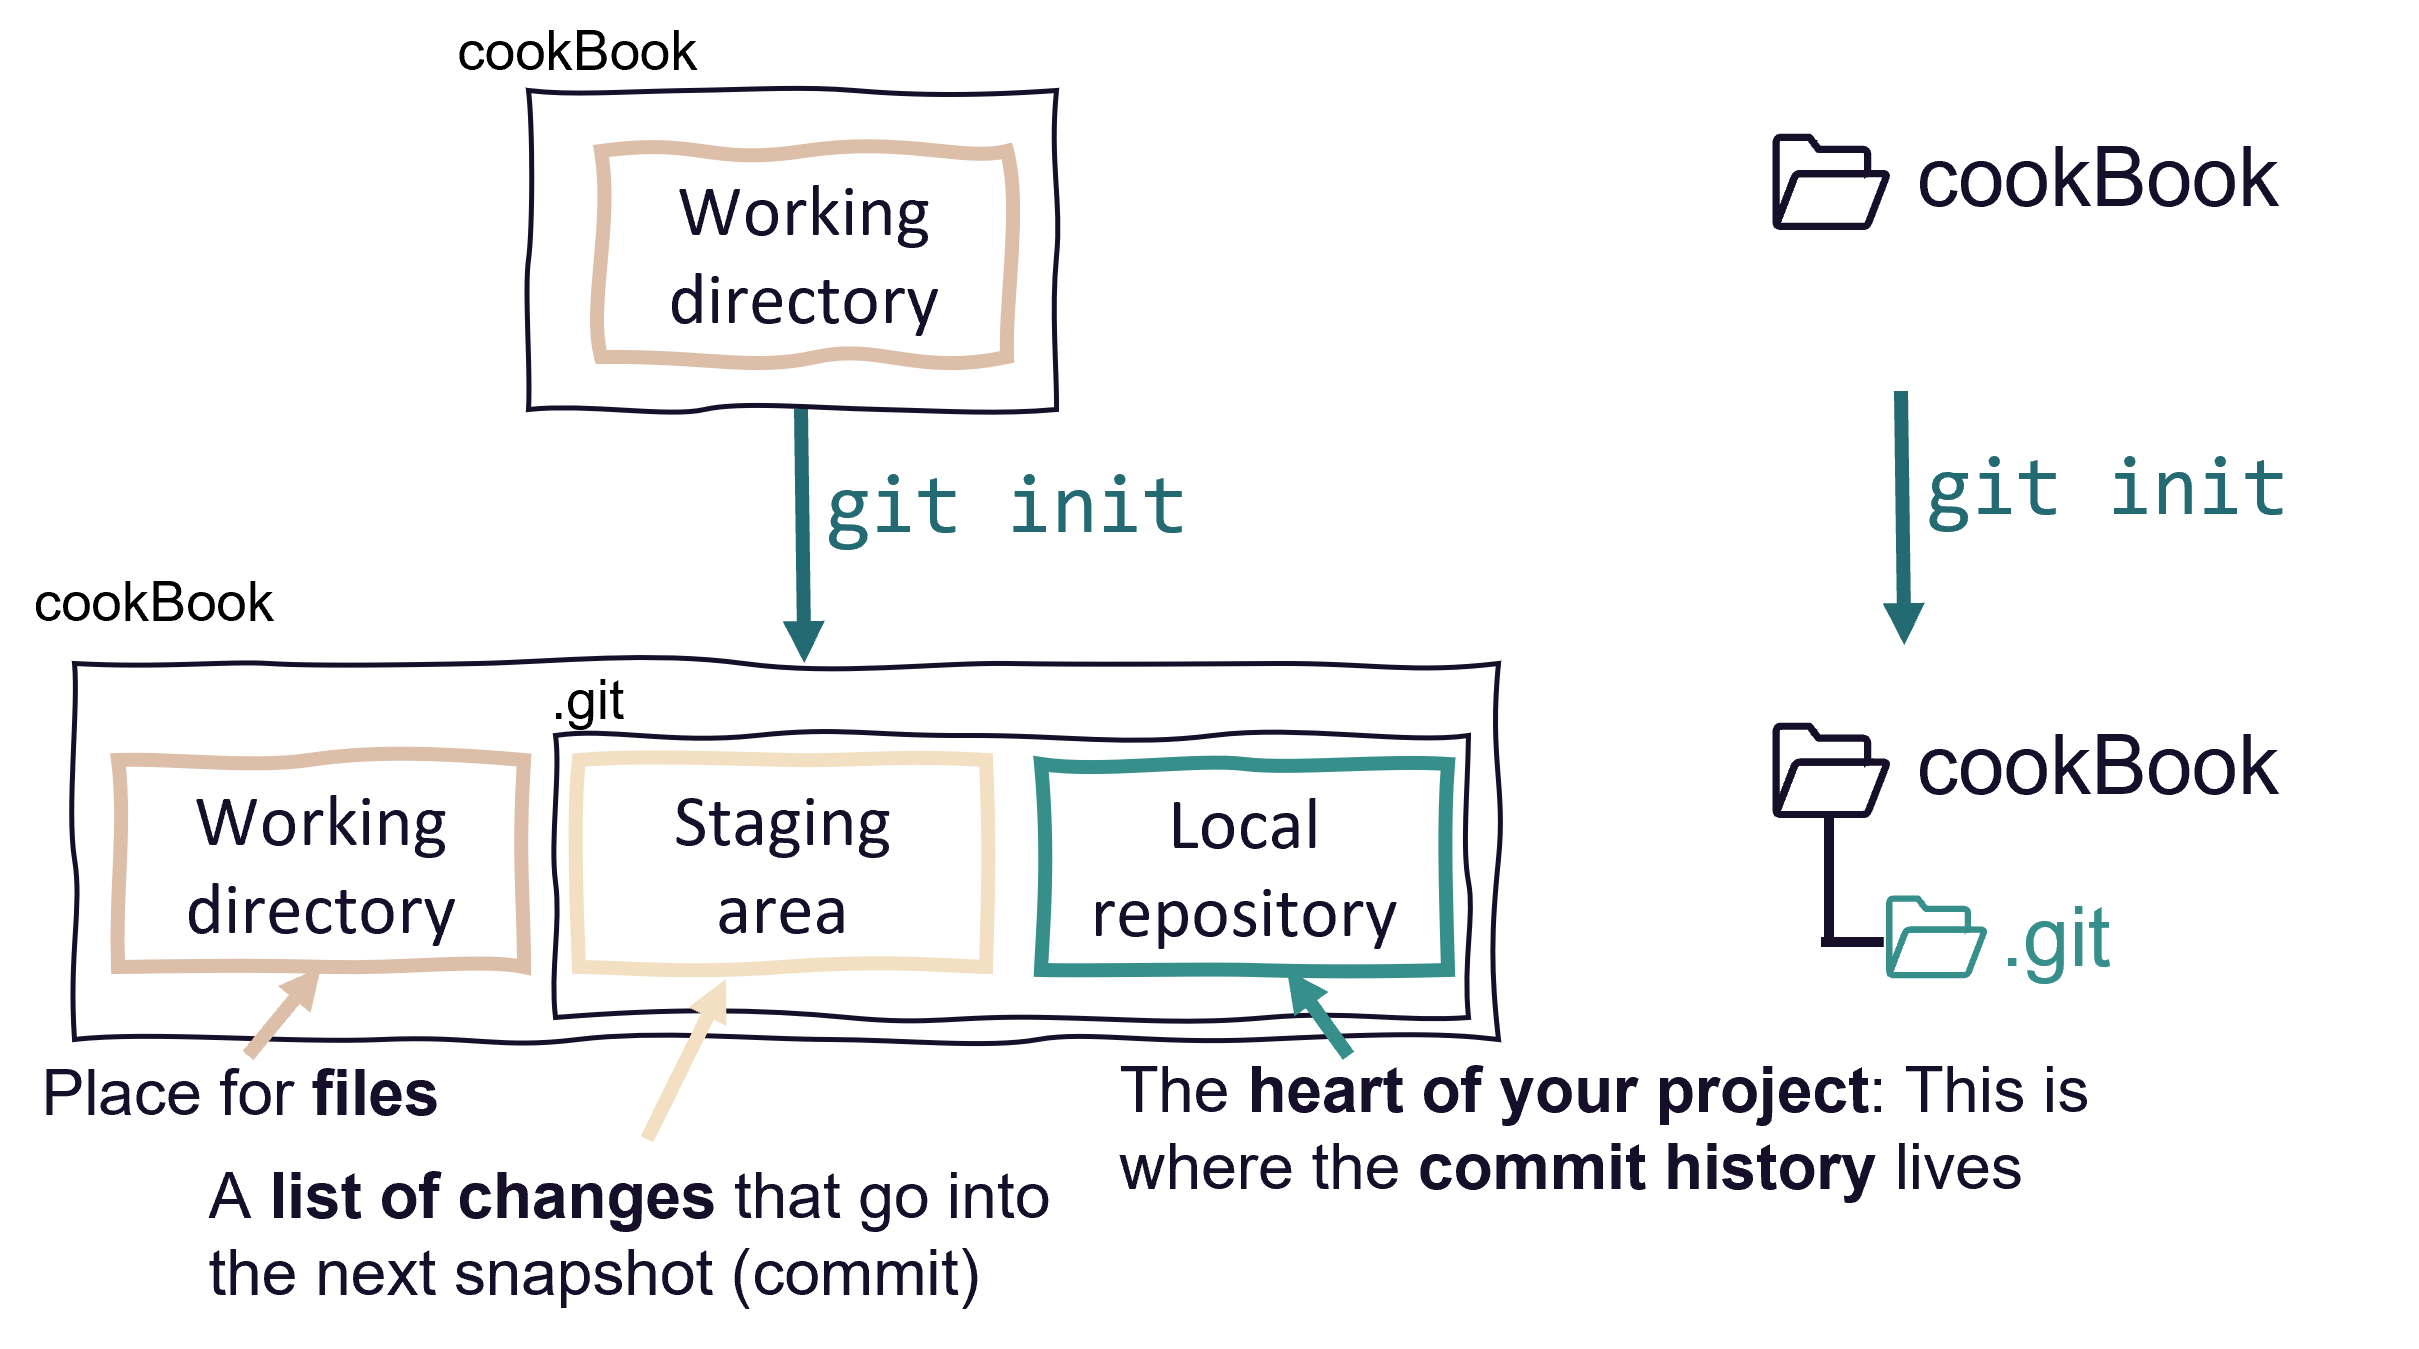 cookBook
Working
directory
git init
cookBook
.git
Working
directory
Staging
area
Local
repository
Place for files
A list of changes that go into
the next snapshot (commit)
The heart of your project: This is
where the commit history lives
cookBook
git init
cookBook
.git